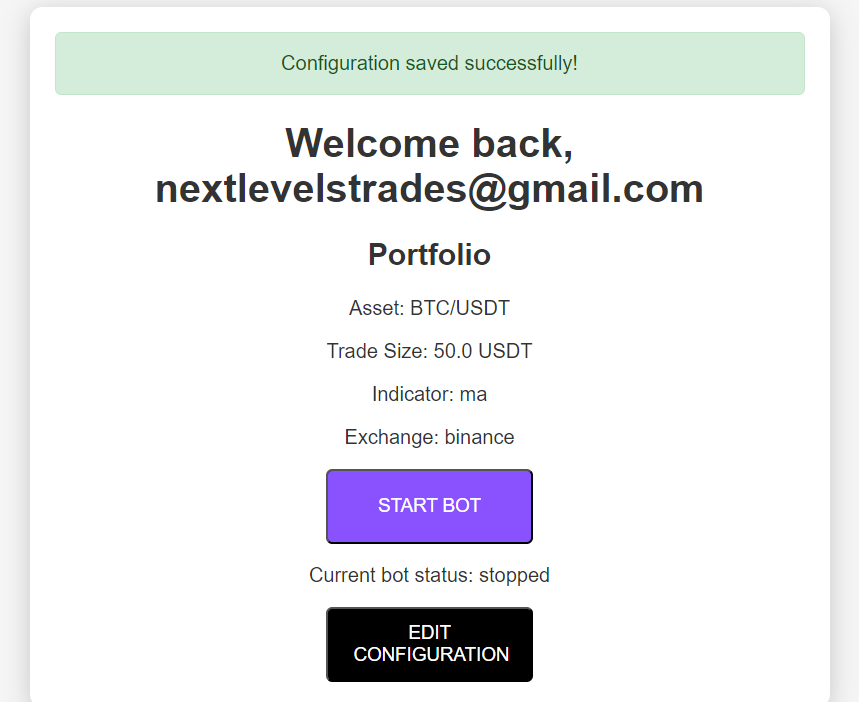 Configuration saved successfully!
Welcome back,
nextlevelstrades@gmail.com
Portfolio
Asset: BTC/USDT
Trade Size: 50.0 USDT
Indicator: ma
Exchange: binance
START BOT
Current bot status: stopped
EDIT
CONFIGURATION